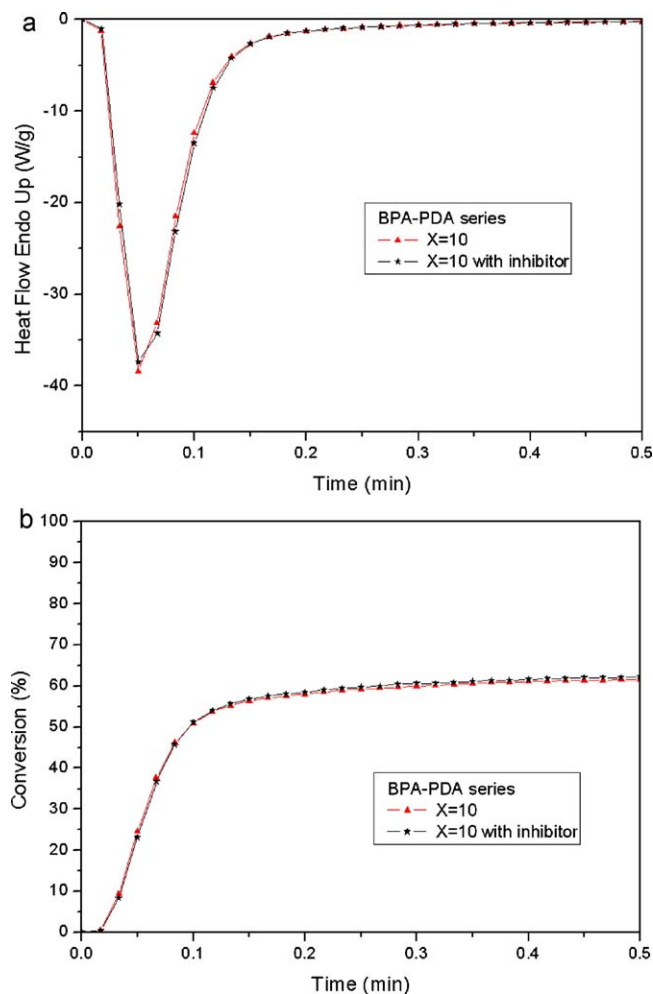 a
0
-10
-20
-30
-40
Heat Flow Endo Up (W/g)
BPA-PDA series
X=10
X=10 with inhibitor
0.0 0.1 0.2 0.3 0.4 0.5
Time (min)
b
100
90
80
70
60
50
40
30
20
10
0
Conversion (%)
BPA-PDA series
X=10
X=10 with inhibitor
0.0 0.1 0.2 0.3 0.4 0.5
Time (min)